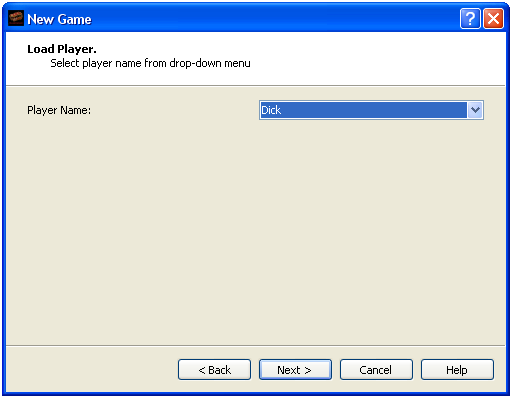 New Game
Load Player.
Select player name from drop-down menu
Player Name: Dick
< Back Next > Cancel Help